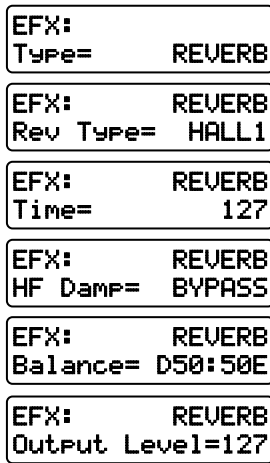 EFX:
Type= REVERB
EFX: REVERB
Rev Type= HALL1
EFX: REVERB
Time= 127
EFX: REVERB
HF Damp= BYPASS
EFX: REVERB
Balance= D50:50E
EFX: REVERB
Output Level=127